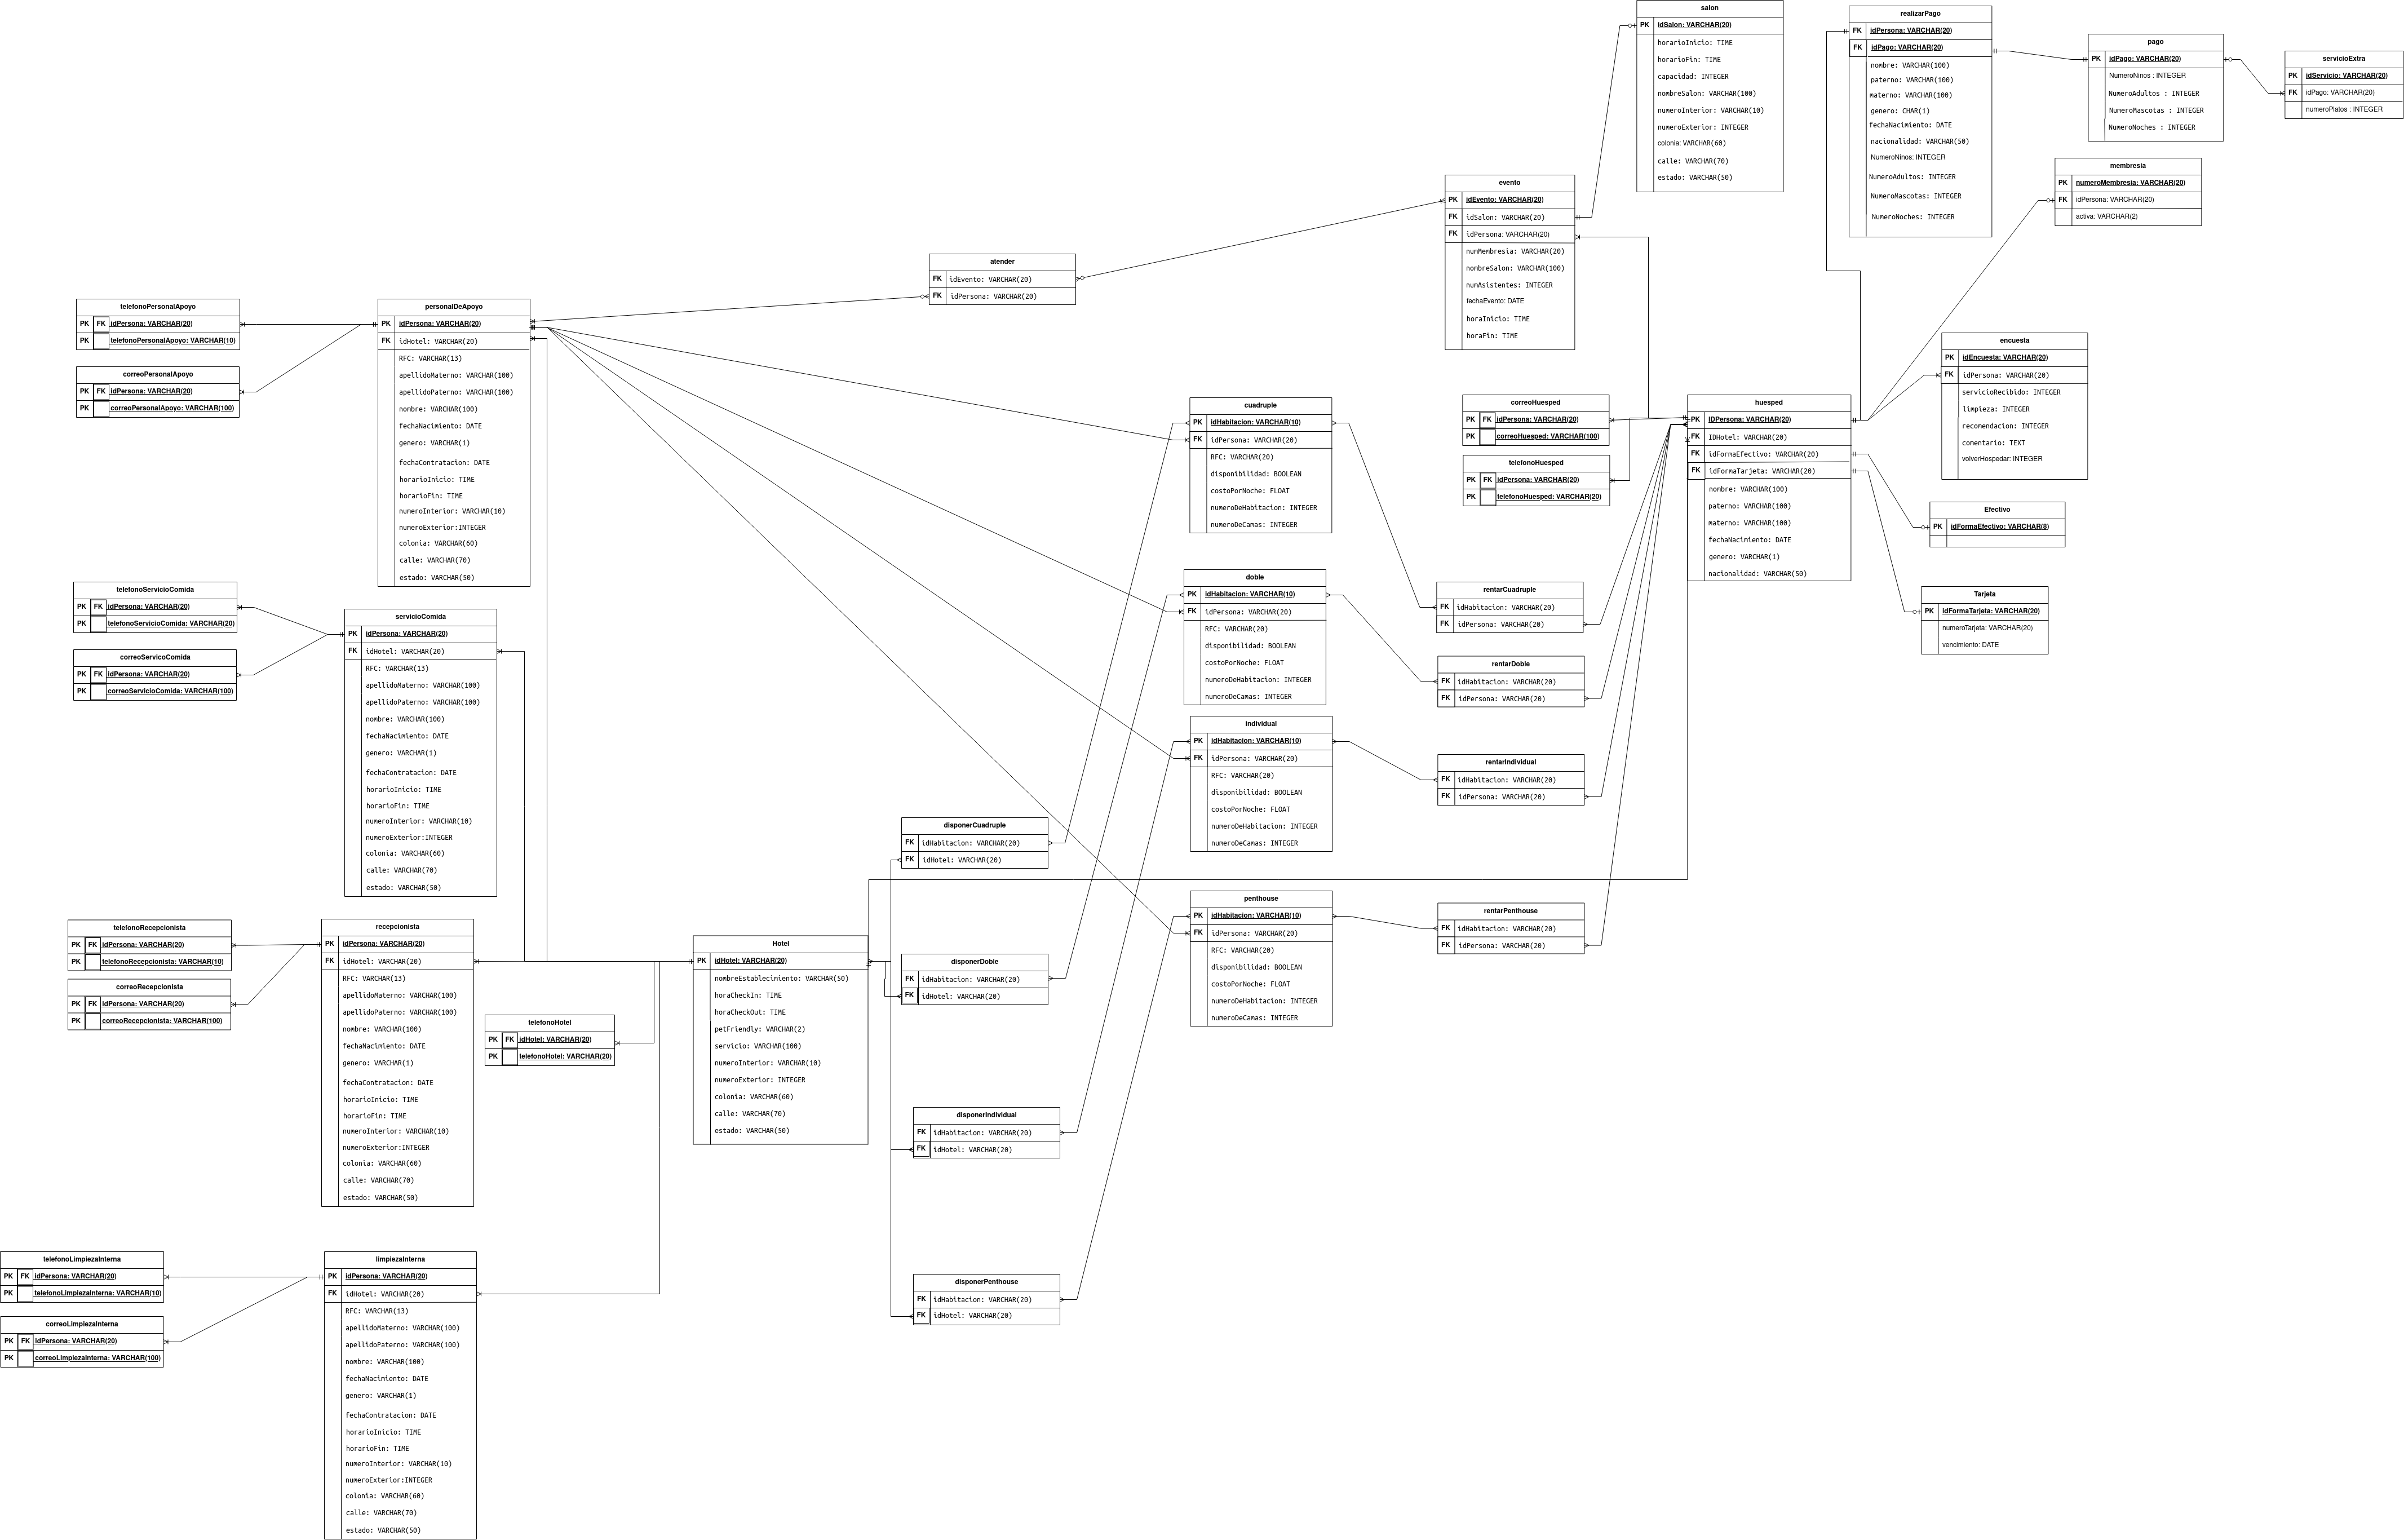 salon
PK idSalon: VARCHAR(20)
horarioInicio: TIME
horarioFin: TIME
capacidad: INTEGER
nombreSalon: VARCHAR(100)
numeroInterior: VARCHAR(10)
numeroExterior: INTEGER
colonia: VARCHAR(60)
calle: VARCHAR(70)
estado: VARCHAR(50)
realizarPago
FK idPersona: VARCHAR(20)
FK idPago: VARCHAR(20)
nombre: VARCHAR(100)
paterno: VARCHAR(100)
materno: VARCHAR(100)
genero: CHAR(1)
fechaNacimiento: DATE
nacionalidad: VARCHAR(50)
NumeroNinos: INTEGER
NumeroAdultos: INTEGER
NumeroMascotas: INTEGER
NumeroNoches: INTEGER
pago
PK idPago: VARCHAR(20)
NumeroNinos : INTEGER
NumeroAdultos : INTEGER
NumeroMascotas : INTEGER
NumeroNoches : INTEGER
servicioExtra
PK idServicio: VARCHAR(20)
FK idPago: VARCHAR(20)
numeroPlatos : INTEGER
membresia
PK numeroMembresia: VARCHAR(20)
FK idPersona: VARCHAR(20)
activa: VARCHAR(2)
evento
PK idEvento: VARCHAR(20)
FK idSalon: VARCHAR(20)
FK idPersona: VARCHAR(20)
numMembresia: VARCHAR(20)
nombreSalon: VARCHAR(100)
numAsistentes: INTEGER
fechaEvento: DATE
horaInicio: TIME
horaFin: TIME
atender
FK idEvento: VARCHAR(20)
FK idPersona: VARCHAR(20)
telefonoPersonalApoyo
PK FK idPersona: VARCHAR(20)
PK telefonoPersonalApoyo: VARCHAR(10)
correoPersonalApoyo
PK FK idPersona: VARCHAR(20)
PK correoPersonalApoyo: VARCHAR(100)
personalDeApoyo
PK idPersona: VARCHAR(20)
FK idHotel: VARCHAR(20)
RFC: VARCHAR(13)
apellidoMaterno: VARCHAR(100)
apellidoPaterno: VARCHAR(100)
nombre: VARCHAR(100)
fechaNacimiento: DATE
genero: VARCHAR(1)
fechaContratacion: DATE
horarioInicio: TIME
horarioFin: TIME
numeroInterior: VARCHAR(10)
numeroExterior:INTEGER
colonia: VARCHAR(60)
calle: VARCHAR(70)
estado: VARCHAR(50)
encuesta
PK idEncuesta: VARCHAR(20)
FK idPersona: VARCHAR(20)
servicioRecibido: INTEGER
limpieza: INTEGER
recomendacion: INTEGER
comentario: TEXT
volverHospedar: INTEGER
cuadruple
PK idHabitacion: VARCHAR(10)
FK idPersona: VARCHAR(20)
RFC: VARCHAR(20)
disponibilidad: BOOLEAN
costoPorNoche: FLOAT
numeroDeHabitacion: INTEGER
numeroDeCamas: INTEGER
correoHuesped
PK FK idPersona: VARCHAR(20)
PK correoHuesped: VARCHAR(100)
telefonoHuesped
PK FK idPersona: VARCHAR(20)
PK telefonoHuesped: VARCHAR(20)
huesped
PK IDPersona: VARCHAR(20)
FK IDHotel: VARCHAR(20)
FK idFormaEfectivo: VARCHAR(20)
FK idFormaTarjeta: VARCHAR(20)
nombre: VARCHAR(100)
paterno: VARCHAR(100)
materno: VARCHAR(100)
fechaNacimiento: DATE
genero: VARCHAR(1)
nacionalidad: VARCHAR(50)
Efectivo
PK idFormaEfectivo: VARCHAR(8)
Tarjeta
PK idFormaTarjeta: VARCHAR(20)
numeroTarjeta: VARCHAR(20)
vencimiento: DATE
doble
PK idHabitacion: VARCHAR(10)
FK idPersona: VARCHAR(20)
RFC: VARCHAR(20)
disponibilidad: BOOLEAN
costoPorNoche: FLOAT
numeroDeHabitacion: INTEGER
numeroDeCamas: INTEGER
rentarCuadruple
FK idHabitacion: VARCHAR(20)
FK idPersona: VARCHAR(20)
rentarDoble
FK idHabitacion: VARCHAR(20)
FK idPersona: VARCHAR(20)
telefonoServicioComida
PK FK idPersona: VARCHAR(20)
PK telefonoServicioComida: VARCHAR(20)
correoServicoComida
PK FK idPersona: VARCHAR(20)
PK correoServicioComida: VARCHAR(100)
servicioComida
PK idPersona: VARCHAR(20)
FK idHotel: VARCHAR(20)
RFC: VARCHAR(13)
apellidoMaterno: VARCHAR(100)
apellidoPaterno: VARCHAR(100)
nombre: VARCHAR(100)
fechaNacimiento: DATE
genero: VARCHAR(1)
fechaContratacion: DATE
horarioInicio: TIME
horarioFin: TIME
numeroInterior: VARCHAR(10)
numeroExterior:INTEGER
colonia: VARCHAR(60)
calle: VARCHAR(70)
estado: VARCHAR(50)
individual
PK idHabitacion: VARCHAR(10)
FK idPersona: VARCHAR(20)
RFC: VARCHAR(20)
disponibilidad: BOOLEAN
costoPorNoche: FLOAT
numeroDeHabitacion: INTEGER
numeroDeCamas: INTEGER
rentarIndividual
FK idHabitacion: VARCHAR(20)
FK idPersona: VARCHAR(20)
disponerCuadruple
FK idHabitacion: VARCHAR(20)
FK idHotel: VARCHAR(20)
penthouse
PK idHabitacion: VARCHAR(10)
FK idPersona: VARCHAR(20)
RFC: VARCHAR(20)
disponibilidad: BOOLEAN
costoPorNoche: FLOAT
numeroDeHabitacion: INTEGER
numeroDeCamas: INTEGER
rentarPenthouse
FK idHabitacion: VARCHAR(20)
FK idPersona: VARCHAR(20)
telefonoRecepcionista
PK FK idPersona: VARCHAR(20)
PK telefonoRecepcionista: VARCHAR(10)
correoRecepcionista
PK FK idPersona: VARCHAR(20)
PK correoRecepcionista: VARCHAR(100)
recepcionista
PK idPersona: VARCHAR(20)
FK idHotel: VARCHAR(20)
RFC: VARCHAR(13)
apellidoMaterno: VARCHAR(100)
apellidoPaterno: VARCHAR(100)
nombre: VARCHAR(100)
fechaNacimiento: DATE
genero: VARCHAR(1)
fechaContratacion: DATE
horarioInicio: TIME
horarioFin: TIME
numeroInterior: VARCHAR(10)
numeroExterior:INTEGER
colonia: VARCHAR(60)
calle: VARCHAR(70)
estado: VARCHAR(50)
telefonoHotel
PK FK idHotel: VARCHAR(20)
PK telefonoHotel: VARCHAR(20)
Hotel
PK idHotel: VARCHAR(20)
nombreEstablecimiento: VARCHAR(50)
horaCheckIn: TIME
horaCheckOut: TIME
petFriendly: VARCHAR(2)
servicio: VARCHAR(100)
numeroInterior: VARCHAR(10)
numeroExterior: INTEGER
colonia: VARCHAR(60)
calle: VARCHAR(70)
estado: VARCHAR(50)
disponerDoble
FK idHabitacion: VARCHAR(20)
FK idHotel: VARCHAR(20)
disponerIndividual
FK idHabitacion: VARCHAR(20)
FK idHotel: VARCHAR(20)
disponerPenthouse
FK idHabitacion: VARCHAR(20)
FK idHotel: VARCHAR(20)
telefonoLimpiezaInterna
PK FK idPersona: VARCHAR(20)
PK telefonoLimpiezaInterna: VARCHAR(10)
correoLimpiezaInterna
PK FK idPersona: VARCHAR(20)
PK correoLimpiezaInterna: VARCHAR(100)
limpiezaInterna
PK idPersona: VARCHAR(20)
FK idHotel: VARCHAR(20)
RFC: VARCHAR(13)
apellidoMaterno: VARCHAR(100)
apellidoPaterno: VARCHAR(100)
nombre: VARCHAR(100)
fechaNacimiento: DATE
genero: VARCHAR(1)
fechaContratacion: DATE
horarioInicio: TIME
horarioFin: TIME
numeroInterior: VARCHAR(10)
numeroExterior:INTEGER
colonia: VARCHAR(60)
calle: VARCHAR(70)
estado: VARCHAR(50)